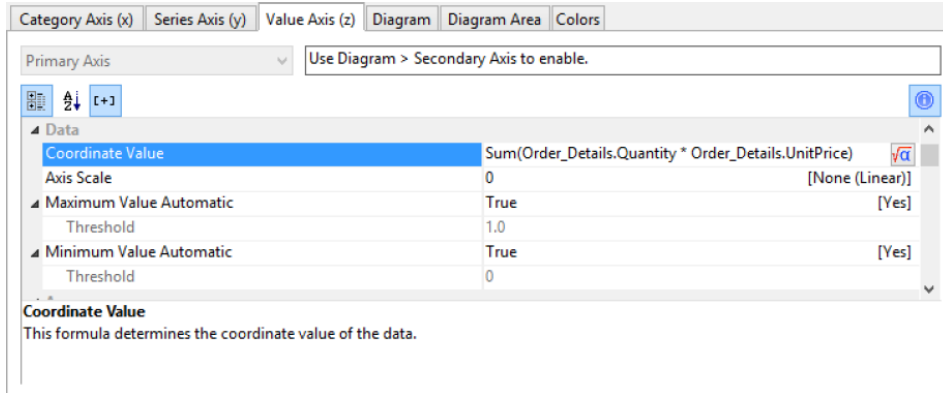 Category Axis (x) Series Axis (y) Value Axis (z) Diagram Diagram Area Colors
Primary Axis Use Diagram > Secondary Axis to enable.
A Z [+]
Data
Coordinate Value Sum(Order_Details.Quantity * Order_Details.UnitPrice) √α
Axis Scale 0 [None (Linear)]
Maximum Value Automatic True [Yes]
Threshold 1.0
Minimum Value Automatic True [Yes]
Threshold 0
Coordinate Value
This formula determines the coordinate value of the data.